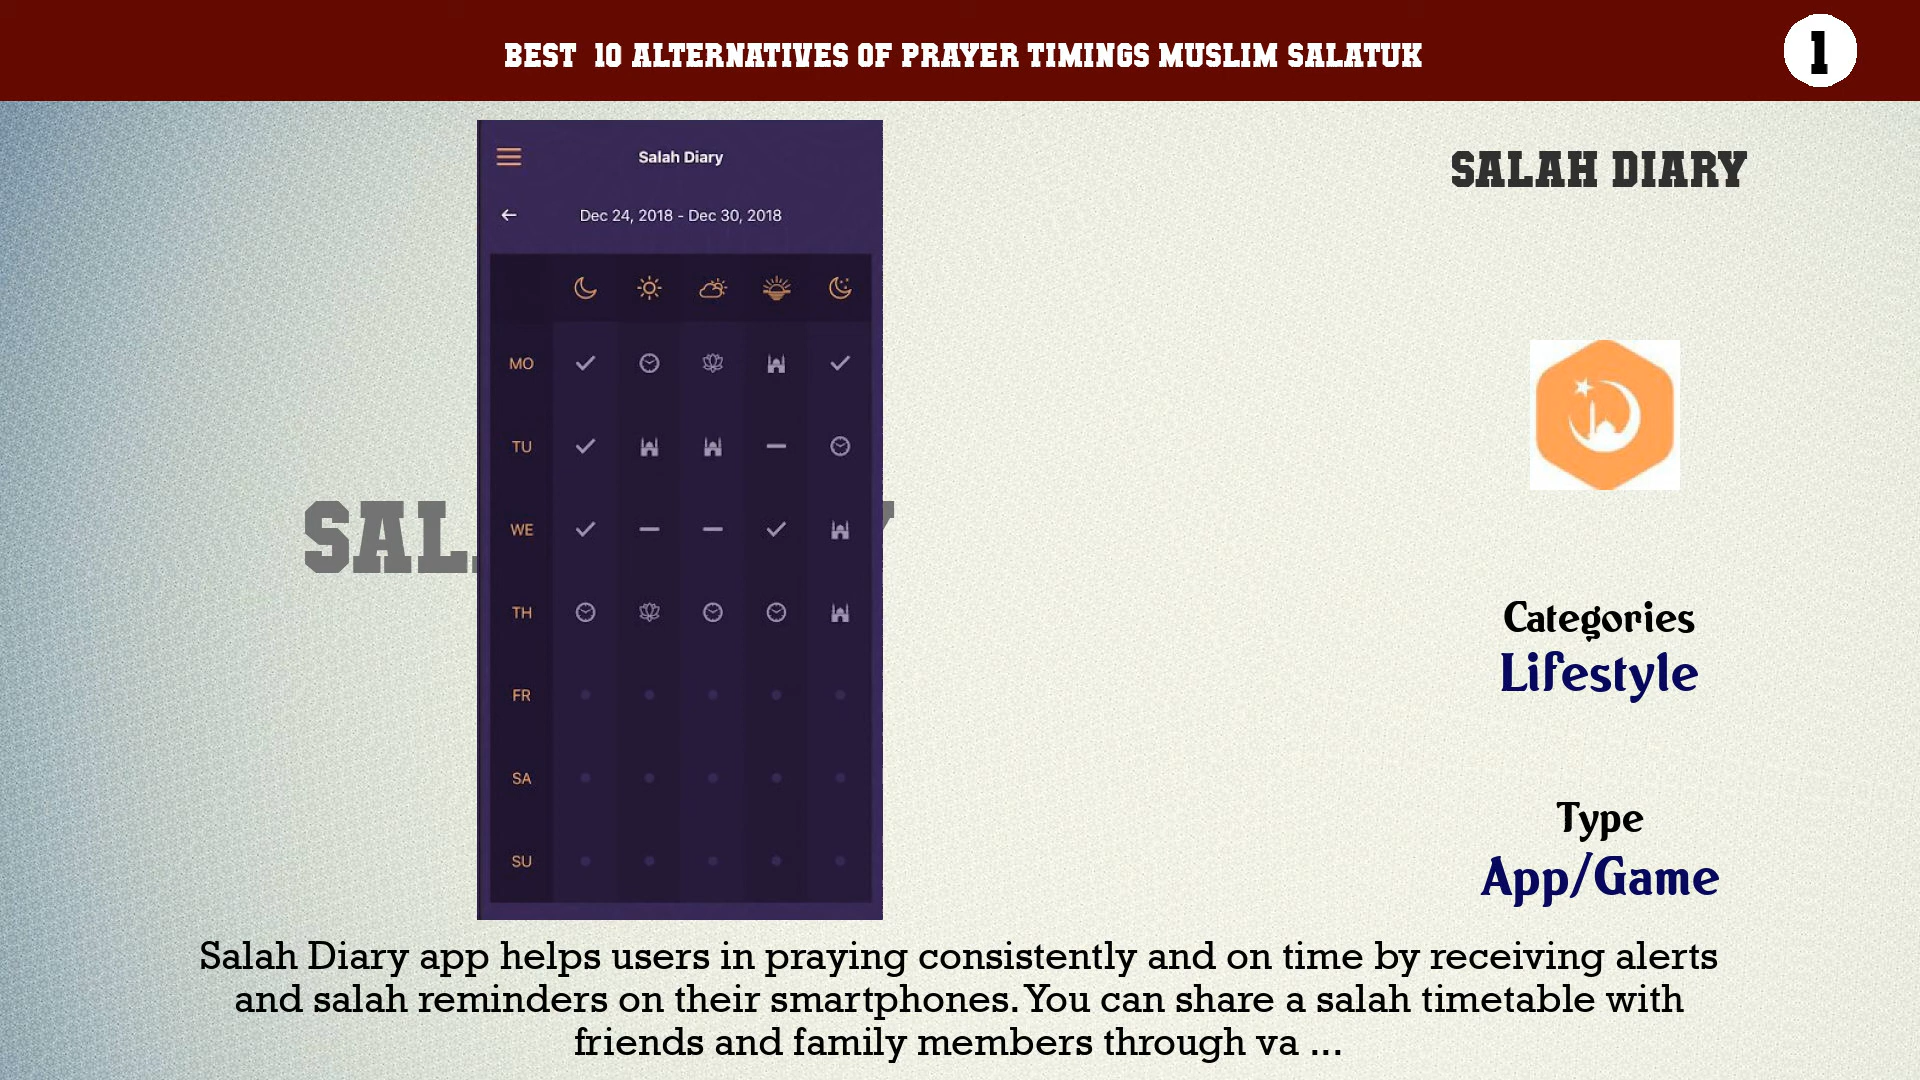 BEST 10 ALTERNATIVES OF PRAYER TIMINGS MUSLIM SALATUK
1
Salah Diary
Dec 24, 2018 - Dec 30, 2018
MO
TU
WE
TH
FR
SA
SU
SALAH DIARY
Categories
Lifestyle
Type
App/Game
Salah Diary app helps users in praying consistently and on time by receiving alerts
and salah reminders on their smartphones. You can share a salah timetable with
friends and family members through va ...